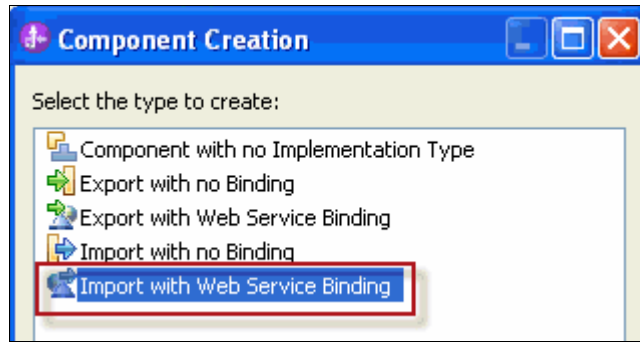 Component Creation
Select the type to create:
Component with no Implementation Type
Export with no Binding
Export with Web Service Binding
Import with no Binding
Import with Web Service Binding